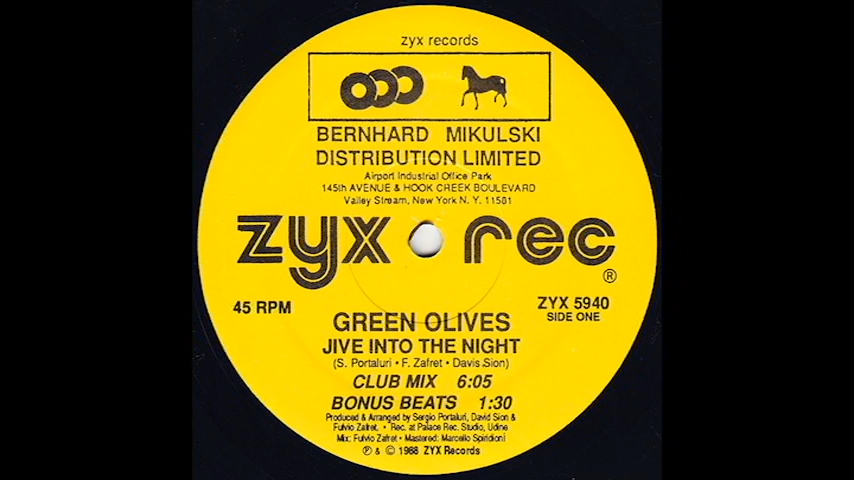 zyx records
BERNHARD MIKULSKI
DISTRIBUTION LIMITED
Airport Industrial Office Park
145th AVENUE & HOOK CREEK BOULEVARD
Valley Stream, New York N. Y. 11581
zyx rec
®
45 RPM
ZYX 5940
SIDE ONE
GREEN OLIVES
JIVE INTO THE NIGHT
(S. Portaluri • F. Zafret • Davis Sion)
CLUB MIX 6:05
BONUS BEATS 1:30
Produced & Arranged by Sergio Portaluri, David Sion &
Fulvio Zafret. • Rec. at Palace Rec. Studio, Udine
Mix: Fulvio Zafret • Mastered: Marcello Spiridioni
℗ & © 1988 ZYX Records